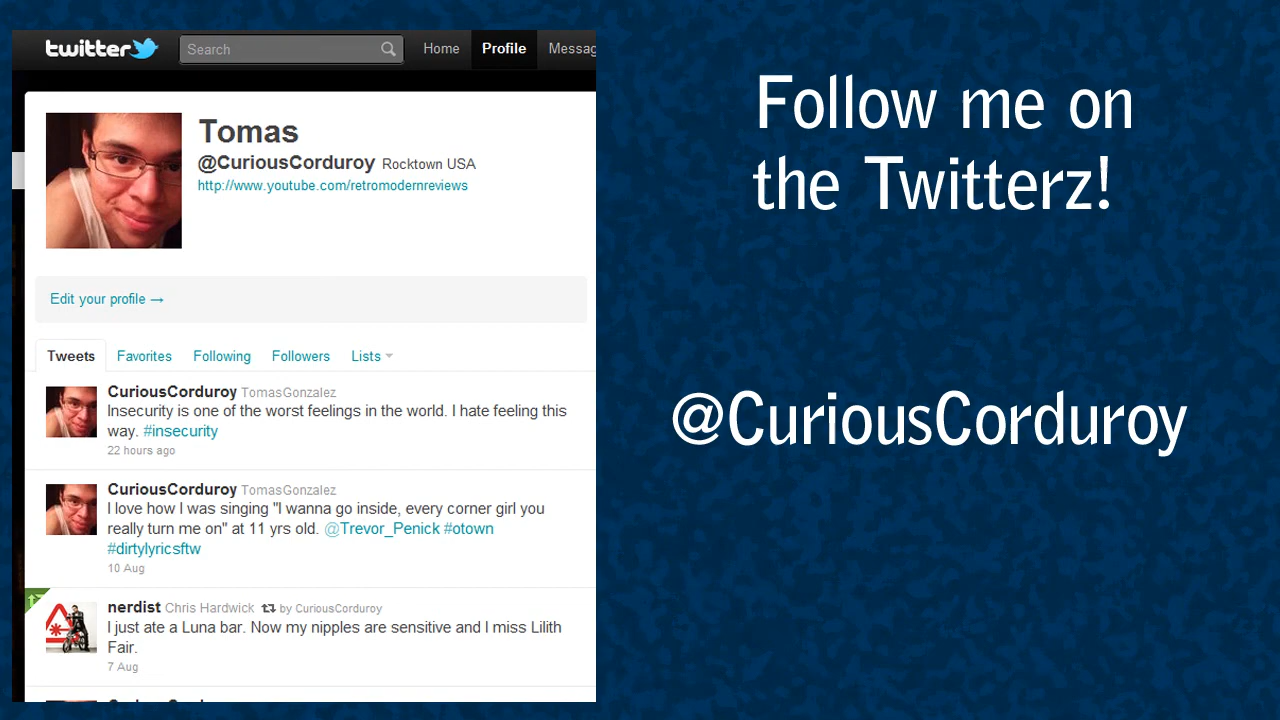 twitter
Search
Home
Profile
Messag
Tomas
@CuriousCorduroy Rocktown USA
http://www.youtube.com/retromodernreviews
Edit your profile →
Tweets
Favorites
Following
Followers
Lists
CuriousCorduroy TomasGonzalez
Insecurity is one of the worst feelings in the world. I hate feeling this
way. #insecurity
22 hours ago
CuriousCorduroy TomasGonzalez
I love how I was singing "I wanna go inside, every corner girl you
really turn me on" at 11 yrs old. @Trevor_Penick #otown
#dirtylyricsftw
10 Aug
nerdist Chris Hardwick by CuriousCorduroy
I just ate a Luna bar. Now my nipples are sensitive and I miss Lilith
Fair.
7 Aug
Follow me on
the Twitterz!
@CuriousCorduroy